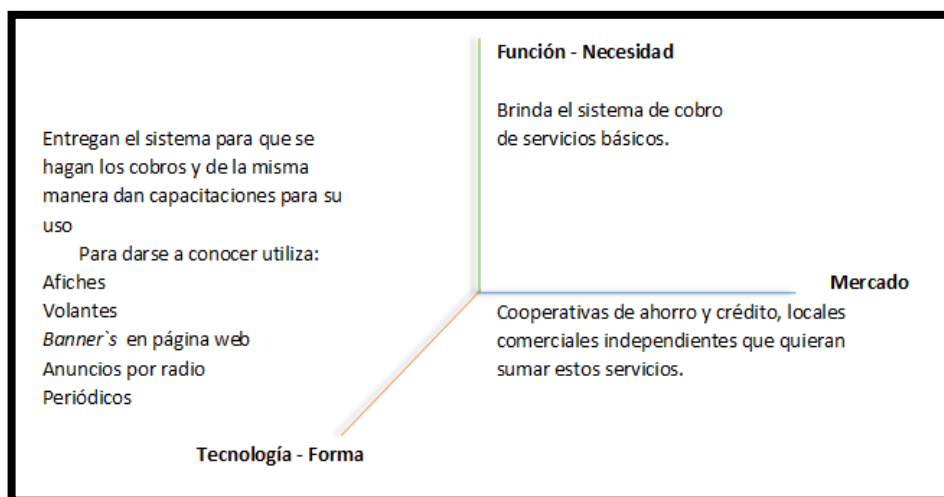 Función - Necesidad
Brinda el sistema de cobro
de servicios básicos.
Entregan el sistema para que se
hagan los cobros y de la misma
manera dan capacitaciones para su
uso
Para darse a conocer utiliza:
Afiches
Volantes
Banner`s en página web
Anuncios por radio
Periódicos
Mercado
Cooperativas de ahorro y crédito, locales
comerciales independientes que quieran
sumar estos servicios.
Tecnología - Forma